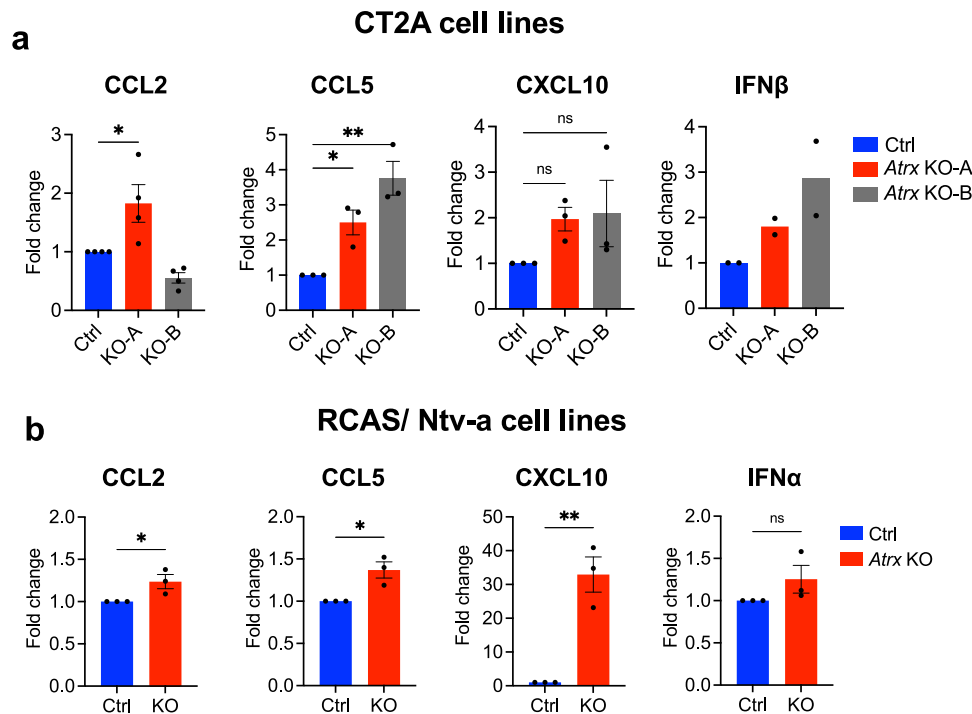 a
CT2A cell lines
CCL2
Fold change
3
2
1
0
*
Ctrl
KO-A
KO-B
CCL5
Fold change
5
4
3
2
1
0
**
*
Ctrl
KO-A
KO-B
CXCL10
Fold change
4
3
2
1
0
ns
ns
Ctrl
KO-A
KO-B
IFNβ
Fold change
4
3
2
1
0
Ctrl
KO-A
KO-B
Ctrl
Atrx KO-A
Atrx KO-B
b
RCAS/ Ntv-a cell lines
CCL2
Fold change
2.0
1.5
1.0
0.5
0.0
*
Ctrl KO
CCL5
Fold change
2.0
1.5
1.0
0.5
0.0
*
Ctrl KO
CXCL10
Fold change
50
40
30
20
10
0
**
Ctrl KO
IFNα
Fold change
2.0
1.5
1.0
0.5
0.0
ns
Ctrl KO
Ctrl
Atrx KO